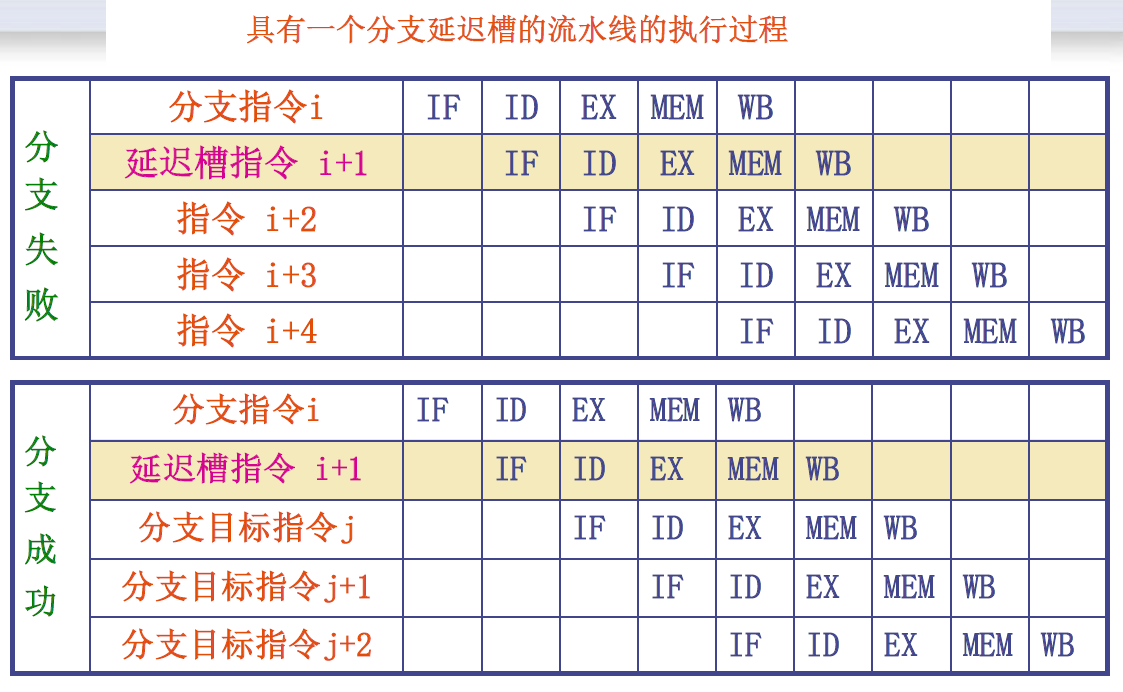 具有一个分支延迟槽的流水线的执行过程
分支失败
分支指令i IF ID EX MEM WB
延迟槽指令 i+1 IF ID EX MEM WB
指令 i+2 IF ID EX MEM WB
指令 i+3 IF ID EX MEM WB
指令 i+4 IF ID EX MEM WB
分支成功
分支指令i IF ID EX MEM WB
延迟槽指令 i+1 IF ID EX MEM WB
分支目标指令j IF ID EX MEM WB
分支目标指令j+1 IF ID EX MEM WB
分支目标指令j+2 IF ID EX MEM WB